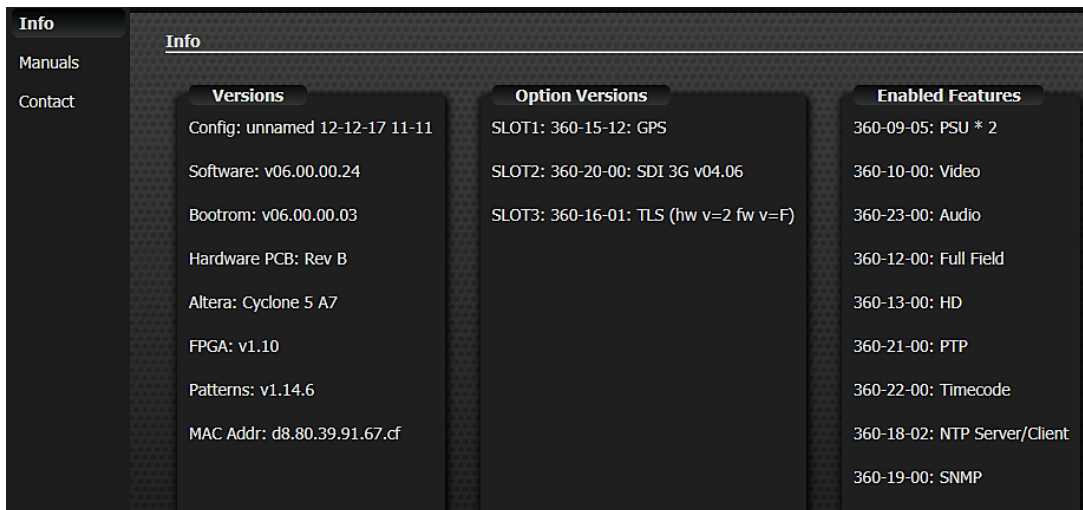 Info
Manuals
Contact
Info
Versions
Config: unnamed 12-12-17 11-11
Software: v06.00.00.24
Bootrom: v06.00.00.03
Hardware PCB: Rev B
Altera: Cyclone 5 A7
FPGA: v1.10
Patterns: v1.14.6
MAC Addr: d8.80.39.91.67.cf
Option Versions
SLOT1: 360-15-12: GPS
SLOT2: 360-20-00: SDI 3G v04.06
SLOT3: 360-16-01: TLS (hw v=2 fw v=F)
Enabled Features
360-09-05: PSU * 2
360-10-00: Video
360-23-00: Audio
360-12-00: Full Field
360-13-00: HD
360-21-00: PTP
360-22-00: Timecode
360-18-02: NTP Server/Client
360-19-00: SNMP